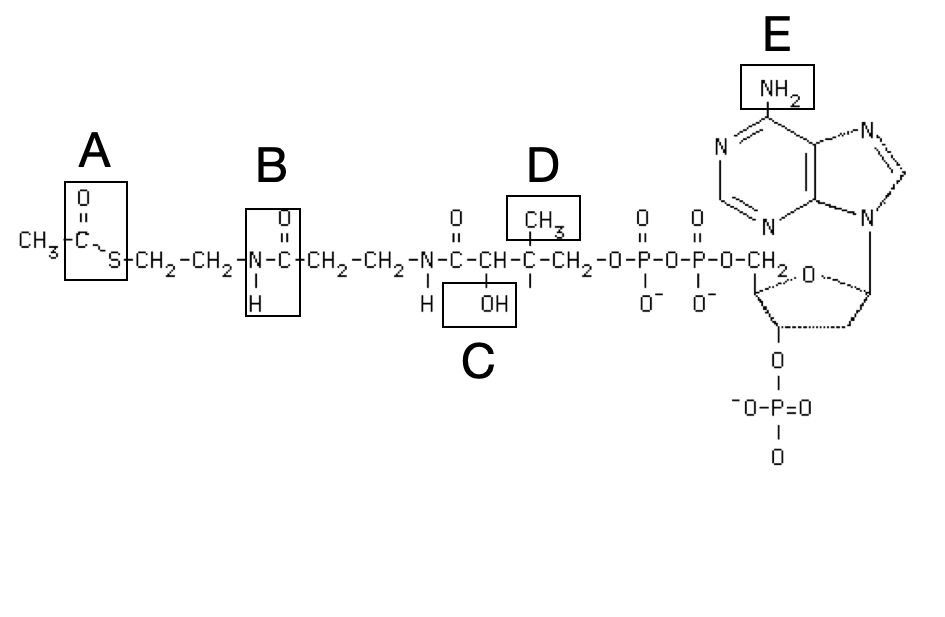 E
NH2
A
B
D
N
N
O
O
O
CH3
O
O
CH3-C
N
N
S-CH2-CH2-N-C-CH2-CH2-N-C-CH-C-CH2-O-P-O-P-O-CH2
O
H
H
OH
O-
O-
C
O
-O-P=O
O